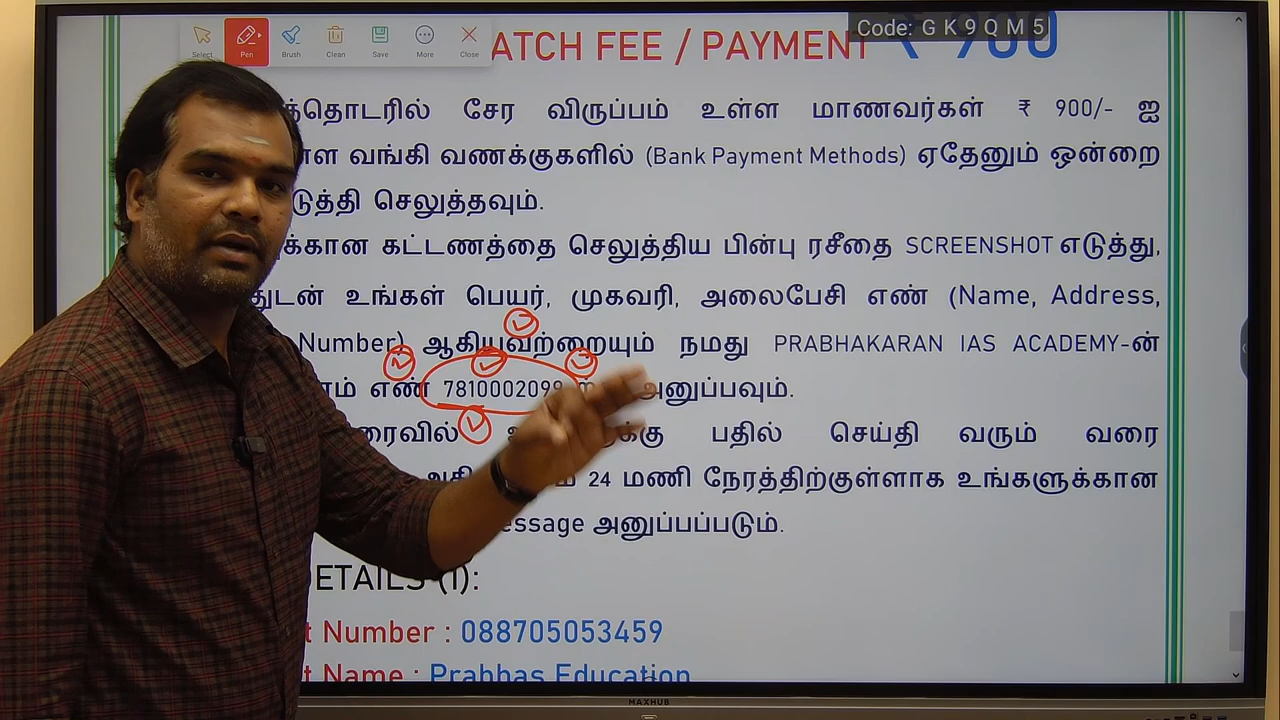 Code: G K 9 Q M 5
Select Pen Brush Clean Save More Close
ATCH FEE / PAYMENT ₹ 900
சேர விருப்பம் உள்ள மாணவர்கள் ₹ 900/- ஐ
வங்கி வணக்குகளில் (Bank Payment Methods) ஏதேனும் ஒன்றை
செலுத்தவும்.
கட்டணத்தை செலுத்திய பின்பு ரசீதை SCREENSHOT எடுத்து,
உங்கள் பெயர், முகவரி, அலைபேசி எண் (Name, Address,
Number) ஆகியவற்றையும் நமது PRABHAKARAN IAS ACADEMY-ன்
எண் 7810002099 அனுப்பவும்.
பதில் செய்தி வரும் வரை
24 மணி நேரத்திற்குள்ளாக உங்களுக்கான
essage அனுப்பப்படும்.
ETAILS (I):
t Number : 088705053459
t Name : Prabhas Education
MAXHUB